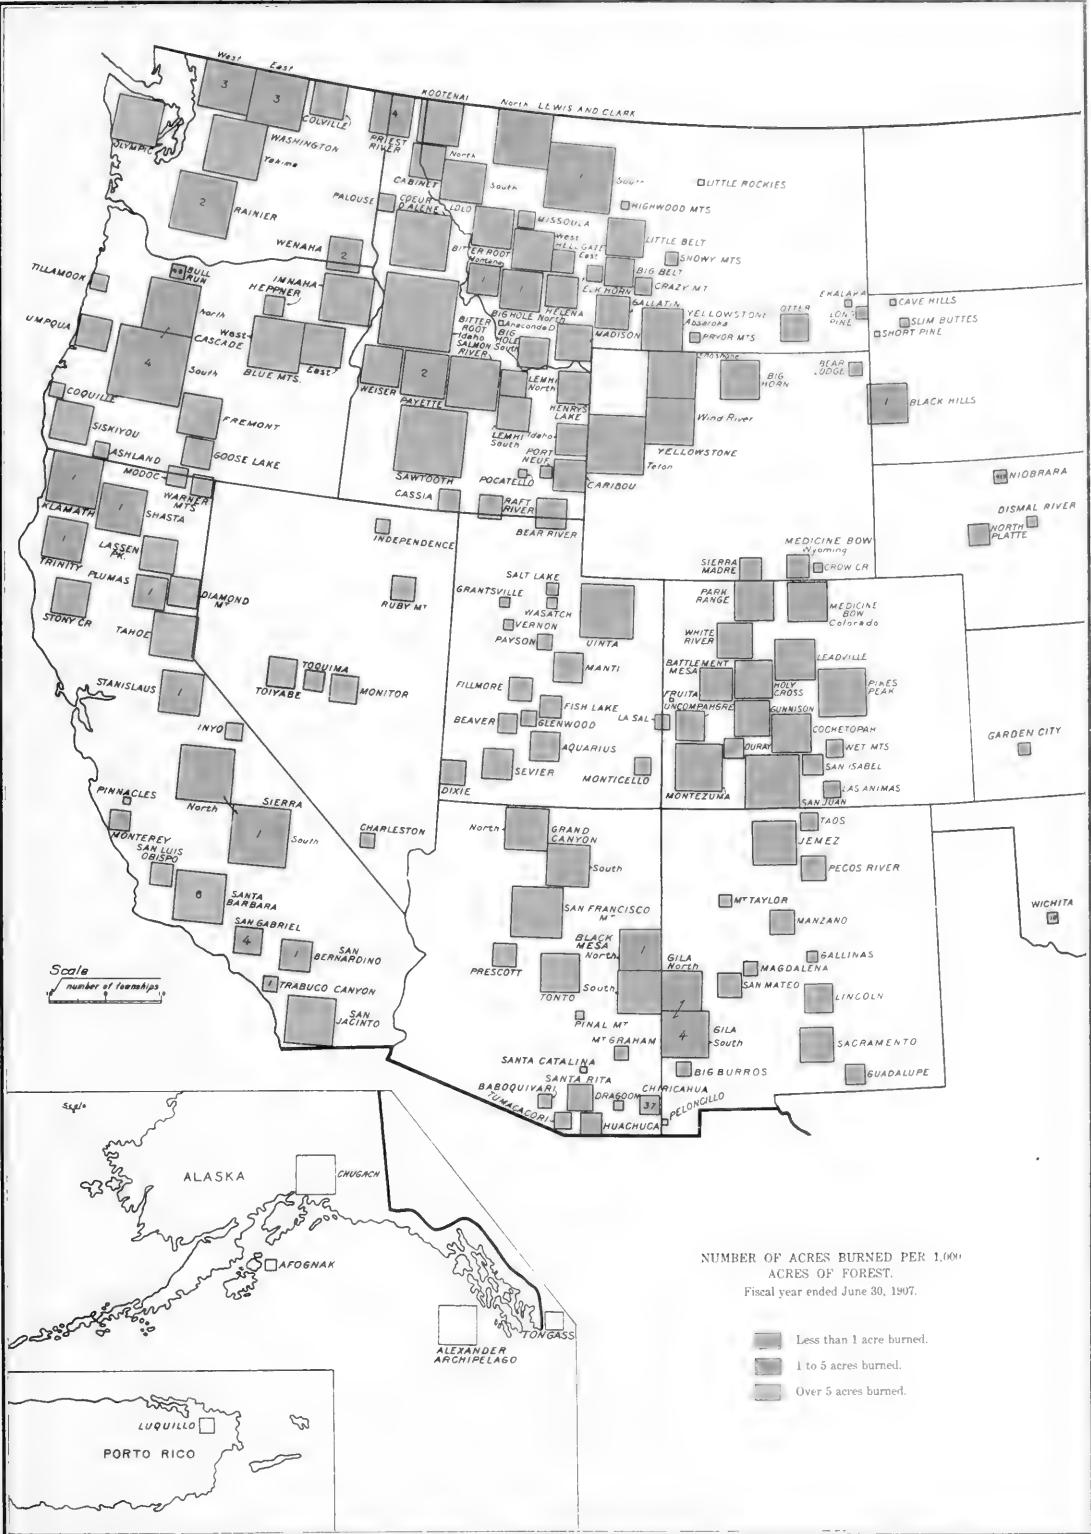 West
East
3
3
COLVILLE
OLYMPIC
WASHINGTON
Yakima
2
RAINIER
4
PRIEST
RIVER
KOOTENAI
North LEWIS AND CLARK
1
South
North
CABINET
South
LOLO
PALOUSE
COEUR
D'ALENE
LITTLE ROCKIES
HIGHWOOD MTS
MISSOULA
West
HELL GATE
East
LITTLE BELT
SNOWY MTS
BIG BELT
CRAZY MT
ELKHORN
BITTER ROOT
Montana
1
1
HELENA
GALLATIN
MADISON
YELLOWSTONE
Absaroka
PRYOR MTS
OTTER
EKALAKA
LONG
PINE
CAVE HILLS
SLIM BUTTES
SHORT PINE
WENAHA
2
TILLAMOOK
48
BULL
RUN
IMNAHA
HEPPNER
UMPQUA
North
CASCADE
4
South
West
BLUE MTS.
East
BITTER
ROOT
Idaho
SALMON
RIVER
BIG HOLE North
Anaconda
BIG
HOLE
South
WEISER
2
PAYETTE
LEMHI
North
HENRYS
LAKE
LEMHI
South
Idaho
Shoshone
BIG
HORN
BEAR
LODGE
1
BLACK HILLS
Wind River
YELLOWSTONE
Teton
COQUILLE
SISKIYOU
FREMONT
ASHLAND
GOOSE LAKE
MODOC
WARNER
MTS
SAWTOOTH
PORT
NEUF
POCATELLO
CARIBOU
CASSIA
RAFT
RIVER
BEAR RIVER
1
KLAMATH
1
SHASTA
1
TRINITY
LASSEN
PK.
PLUMAS
1
DIAMOND
MT
STONY CR
TAHOE
INDEPENDENCE
RUBY MT
NIOBRARA
DISMAL RIVER
NORTH
PLATTE
SIERRA
MADRE
MEDICINE BOW
Wyoming
CROW CR
PARK
RANGE
MEDICINE
BOW
Colorado
SALT LAKE
GRANTSVILLE
WASATCH
VERNON
PAYSON
UINTA
WHITE
RIVER
LEADVILLE
STANISLAUS
1
TOIYABE
TOQUIMA
MONITOR
MANTI
FILLMORE
FISH LAKE
BEAVER
GLENWOOD
LA SAL
BATTLEMENT
MESA
FRUITA
UNCOMPAHGRE
HOLY
CROSS
GUNNISON
PIKES
PEAK
COCHETOPAH
INYO
AQUARIUS
SEVIER
MONTICELLO
DIXIE
OURAY
WET MTS
SAN ISABEL
LAS ANIMAS
MONTEZUMA
SAN JUAN
GARDEN CITY
North
SIERRA
1
South
PINNACLES
MONTEREY
SAN LUIS
OBISPO
CHARLESTON
North
GRAND
CANYON
South
TAOS
JEMEZ
PECOS RIVER
8
SANTA
BARBARA
SAN FRANCISCO
MT
MT TAYLOR
MANZANO
WICHITA
SAN GABRIEL
4
1
SAN
BERNARDINO
PRESCOTT
BLACK
MESA
North
1
GILA
North
GALLINAS
MAGDALENA
SAN MATEO
LINCOLN
Scale
number of townships
1
TRABUCO CANYON
SAN
JACINTO
TONTO
South
PINAL MT
MT GRAHAM
4
GILA
South
SACRAMENTO
SANTA CATALINA
BIG BURROS
GUADALUPE
SANTA RITA
BABOQUIVARI
TUMACACORI
DRAGOON
CHIRICAHUA
37
PELONCILLO
HUACHUCA
Scale
ALASKA
CHUGACH
AFOGNAK
ALEXANDER
ARCHIPELAGO
TONGASS
LUQUILLO
PORTO RICO
NUMBER OF ACRES BURNED PER 1,000
ACRES OF FOREST.
Fiscal year ended June 30, 1907.
Less than 1 acre burned.
1 to 5 acres burned.
Over 5 acres burned.